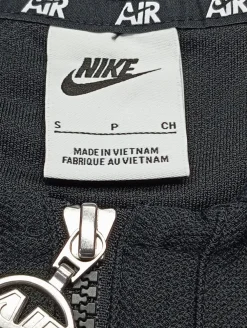 AIR AIR
NIKE
S P CH
MADE IN VIETNAM
FABRIQUE AU VIETNAM
AIR